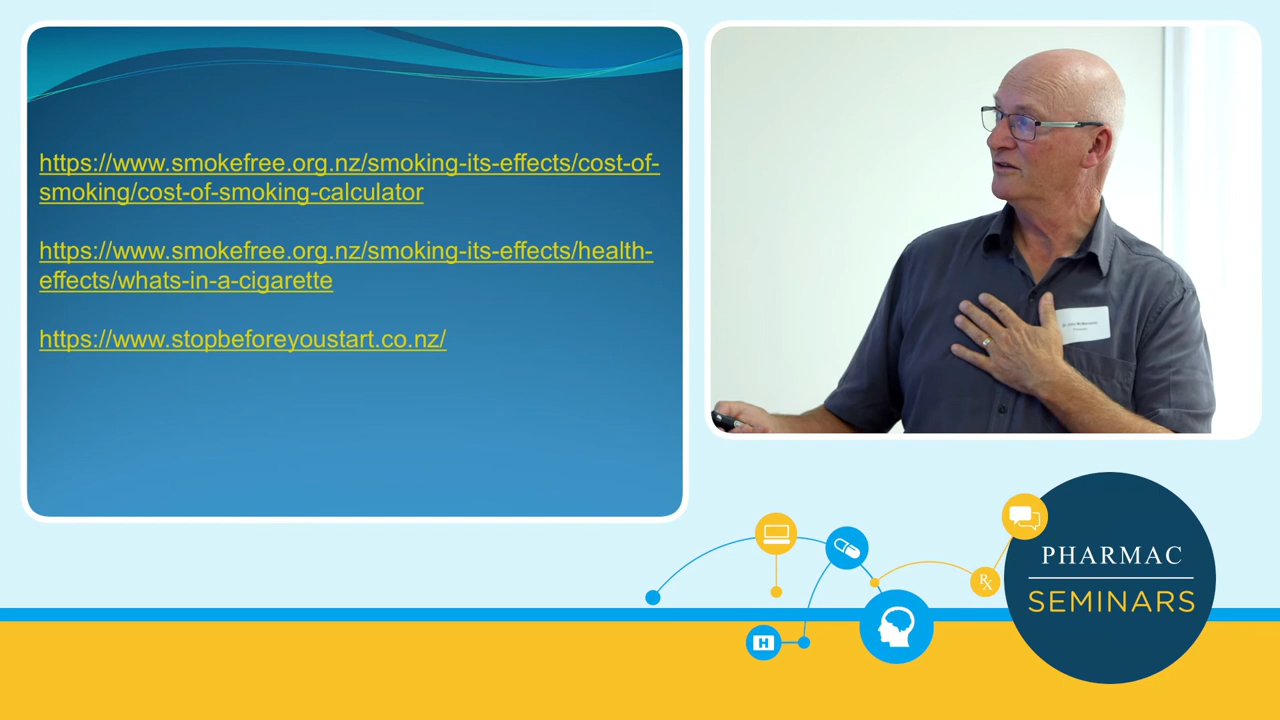 https://www.smokefree.org.nz/smoking-its-effects/cost-of-
smoking/cost-of-smoking-calculator
https://www.smokefree.org.nz/smoking-its-effects/health-
effects/whats-in-a-cigarette
https://www.stopbeforeyoustart.co.nz/
H
Rx
PHARMAC
SEMINARS